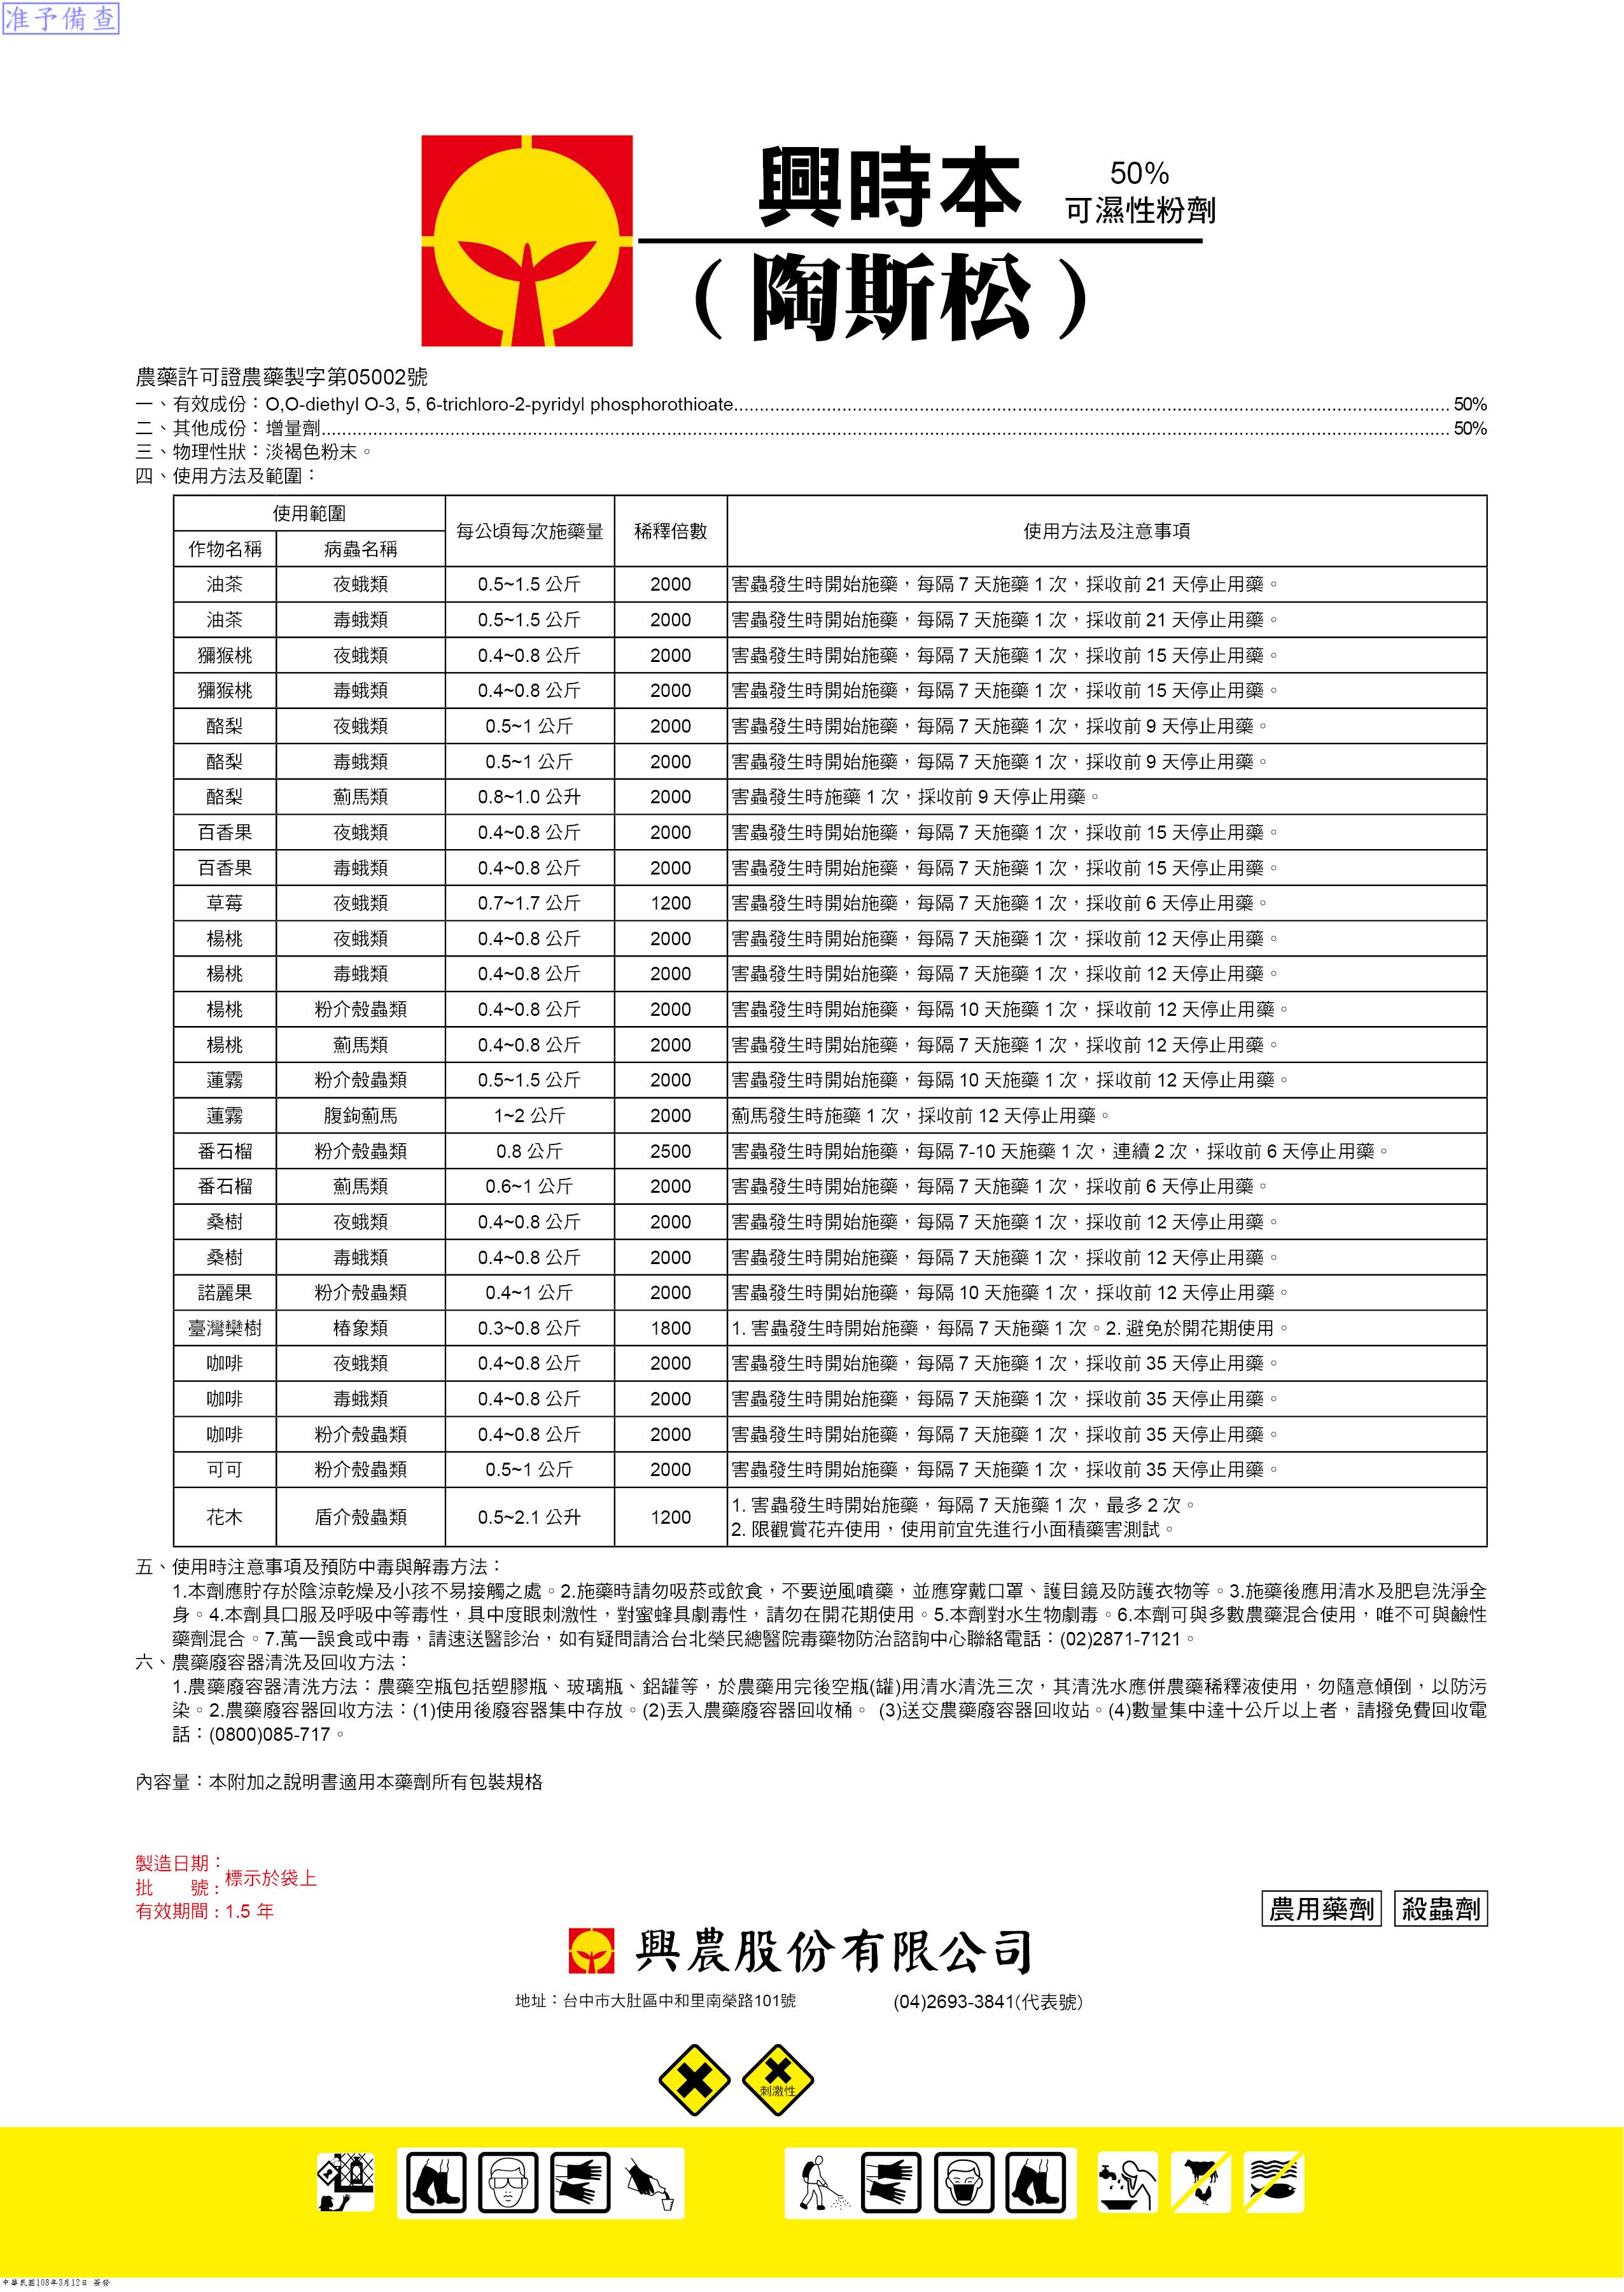 准予備查
興時本
50%
可濕性粉劑
（陶斯松）
農藥許可證農藥製字第05002號
一、有效成份：O,O-diethyl O-3, 5, 6-trichloro-2-pyridyl phosphorothioate 50%
二、其他成份：增量劑 50%
三、物理性狀：淡褐色粉末。
四、使用方法及範圍：
使用範圍 每公頃每次施藥量 稀釋倍數 使用方法及注意事項
作物名稱 病蟲名稱
油茶 夜蛾類 0.5~1.5 公斤 2000 害蟲發生時開始施藥，每隔 7 天施藥 1 次，採收前 21 天停止用藥。
油茶 毒蛾類 0.5~1.5 公斤 2000 害蟲發生時開始施藥，每隔 7 天施藥 1 次，採收前 21 天停止用藥。
獼猴桃 夜蛾類 0.4~0.8 公斤 2000 害蟲發生時開始施藥，每隔 7 天施藥 1 次，採收前 15 天停止用藥。
獼猴桃 毒蛾類 0.4~0.8 公斤 2000 害蟲發生時開始施藥，每隔 7 天施藥 1 次，採收前 15 天停止用藥。
酪梨 夜蛾類 0.5~1 公斤 2000 害蟲發生時開始施藥，每隔 7 天施藥 1 次，採收前 9 天停止用藥。
酪梨 毒蛾類 0.5~1 公斤 2000 害蟲發生時開始施藥，每隔 7 天施藥 1 次，採收前 9 天停止用藥。
酪梨 薊馬類 0.8~1.0 公升 2000 害蟲發生時施藥 1 次，採收前 9 天停止用藥。
百香果 夜蛾類 0.4~0.8 公斤 2000 害蟲發生時開始施藥，每隔 7 天施藥 1 次，採收前 15 天停止用藥。
百香果 毒蛾類 0.4~0.8 公斤 2000 害蟲發生時開始施藥，每隔 7 天施藥 1 次，採收前 15 天停止用藥。
草莓 夜蛾類 0.7~1.7 公斤 1200 害蟲發生時開始施藥，每隔 7 天施藥 1 次，採收前 6 天停止用藥。
楊桃 夜蛾類 0.4~0.8 公斤 2000 害蟲發生時開始施藥，每隔 7 天施藥 1 次，採收前 12 天停止用藥。
楊桃 毒蛾類 0.4~0.8 公斤 2000 害蟲發生時開始施藥，每隔 7 天施藥 1 次，採收前 12 天停止用藥。
楊桃 粉介殼蟲類 0.4~0.8 公斤 2000 害蟲發生時開始施藥，每隔 10 天施藥 1 次，採收前 12 天停止用藥。
楊桃 薊馬類 0.4~0.8 公斤 2000 害蟲發生時開始施藥，每隔 7 天施藥 1 次，採收前 12 天停止用藥。
蓮霧 粉介殼蟲類 0.5~1.5 公斤 2000 害蟲發生時開始施藥，每隔 10 天施藥 1 次，採收前 12 天停止用藥。
蓮霧 腹鉤薊馬 1~2 公斤 2000 薊馬發生時施藥 1 次，採收前 12 天停止用藥。
番石榴 粉介殼蟲類 0.8 公斤 2500 害蟲發生時開始施藥，每隔 7-10 天施藥 1 次，連續 2 次，採收前 6 天停止用藥。
番石榴 薊馬類 0.6~1 公斤 2000 害蟲發生時開始施藥，每隔 7 天施藥 1 次，採收前 6 天停止用藥。
桑樹 夜蛾類 0.4~0.8 公斤 2000 害蟲發生時開始施藥，每隔 7 天施藥 1 次，採收前 12 天停止用藥。
桑樹 毒蛾類 0.4~0.8 公斤 2000 害蟲發生時開始施藥，每隔 7 天施藥 1 次，採收前 12 天停止用藥。
諾麗果 粉介殼蟲類 0.4~1 公斤 2000 害蟲發生時開始施藥，每隔 10 天施藥 1 次，採收前 12 天停止用藥。
臺灣欒樹 椿象類 0.3~0.8 公斤 1800 1. 害蟲發生時開始施藥，每隔 7 天施藥 1 次。2. 避免於開花期使用。
咖啡 夜蛾類 0.4~0.8 公斤 2000 害蟲發生時開始施藥，每隔 7 天施藥 1 次，採收前 35 天停止用藥。
咖啡 毒蛾類 0.4~0.8 公斤 2000 害蟲發生時開始施藥，每隔 7 天施藥 1 次，採收前 35 天停止用藥。
咖啡 粉介殼蟲類 0.4~0.8 公斤 2000 害蟲發生時開始施藥，每隔 7 天施藥 1 次，採收前 35 天停止用藥。
可可 粉介殼蟲類 0.5~1 公斤 2000 害蟲發生時開始施藥，每隔 7 天施藥 1 次，採收前 35 天停止用藥。
花木 盾介殼蟲類 0.5~2.1 公升 1200 1. 害蟲發生時開始施藥，每隔 7 天施藥 1 次，最多 2 次。
2. 限觀賞花卉使用，使用前宜先進行小面積藥害測試。
五、使用時注意事項及預防中毒與解毒方法：
1.本劑應貯存於陰涼乾燥及小孩不易接觸之處。2.施藥時請勿吸菸或飲食，不要逆風噴藥，並應穿戴口罩、護目鏡及防護衣物等。3.施藥後應用清水及肥皂洗淨全
身。4.本劑具口服及呼吸中等毒性，具中度眼刺激性，對蜜蜂具劇毒性，請勿在開花期使用。5.本劑對水生物劇毒。6.本劑可與多數農藥混合使用，唯不可與鹼性
藥劑混合。7.萬一誤食或中毒，請速送醫診治，如有疑問請洽台北榮民總醫院毒藥物防治諮詢中心聯絡電話：(02)2871-7121。
六、農藥廢容器清洗及回收方法：
1.農藥廢容器清洗方法：農藥空瓶包括塑膠瓶、玻璃瓶、鋁罐等，於農藥用完後空瓶(罐)用清水清洗三次，其清洗水應併農藥稀釋液使用，勿隨意傾倒，以防污
染。2.農藥廢容器回收方法：(1)使用後廢容器集中存放。(2)丟入農藥廢容器回收桶。 (3)送交農藥廢容器回收站。(4)數量集中達十公斤以上者，請撥免費回收電
話：(0800)085-717。
內容量：本附加之說明書適用本藥劑所有包裝規格
製造日期：
批 號：標示於袋上
有效期間：1.5 年
農用藥劑 殺蟲劑
興農股份有限公司
地址：台中市大肚區中和里南榮路101號 (04)2693-3841(代表號)
刺激性
中華民國108年3月12日 簽發